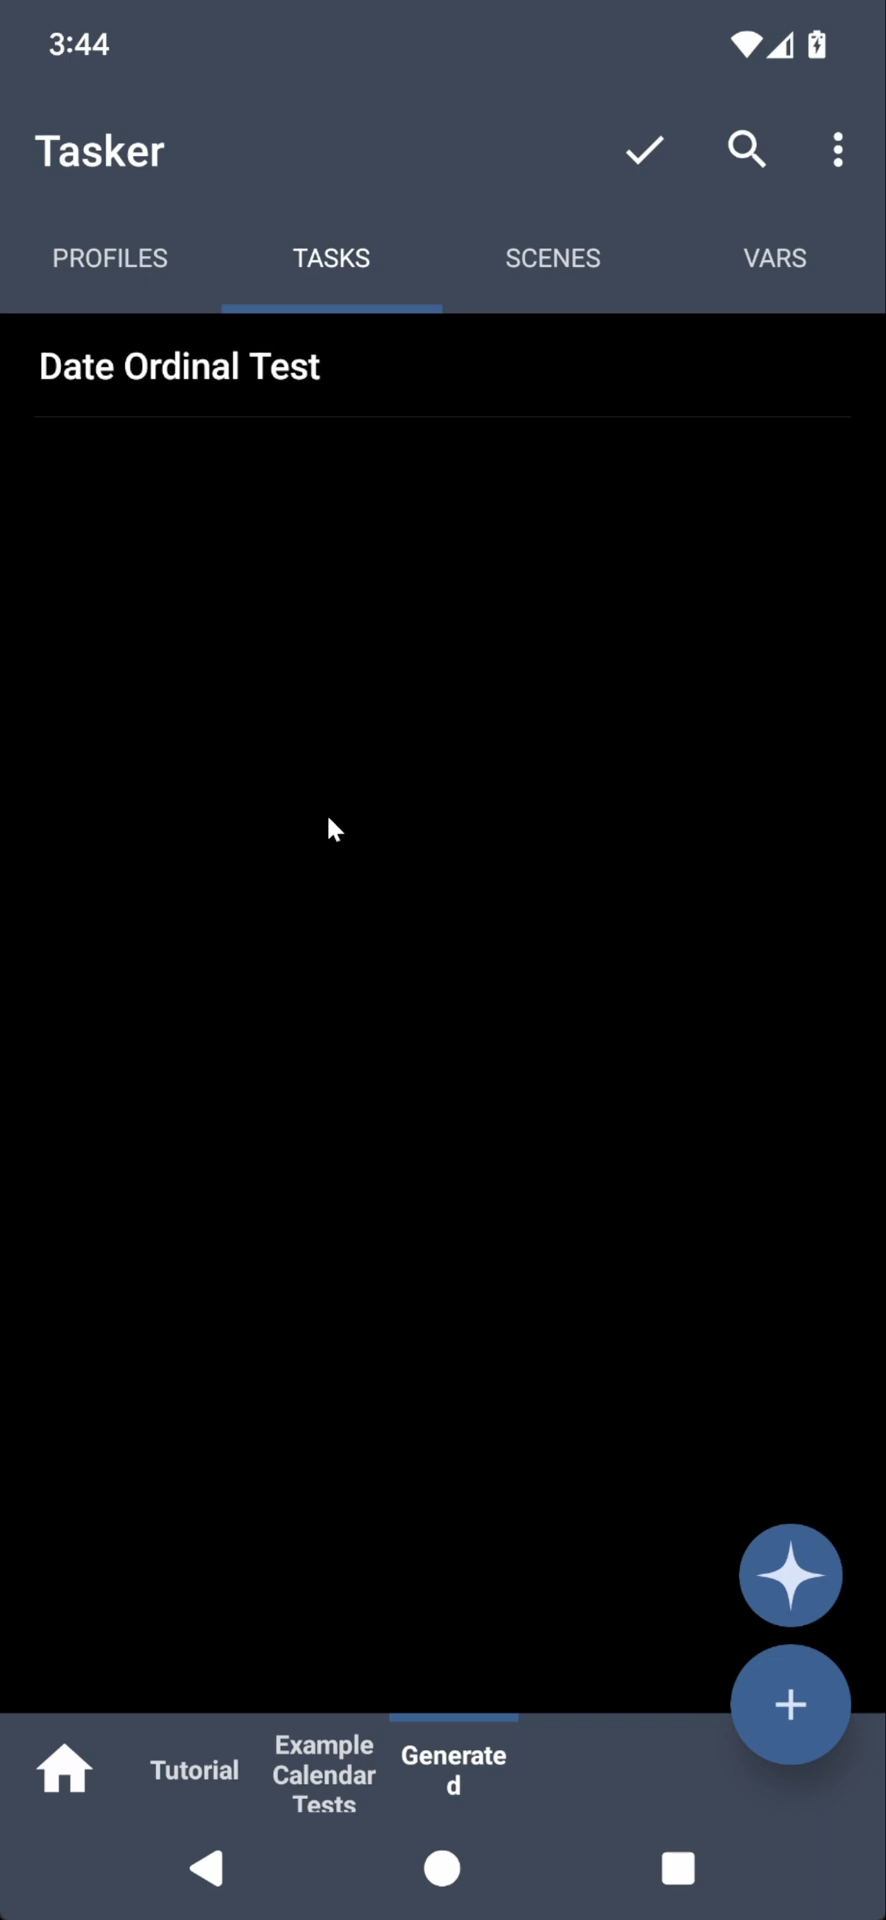 3:44
Tasker
PROFILES TASKS SCENES VARS
Date Ordinal Test
Tutorial
Example
Calendar
Tests
Generate
d